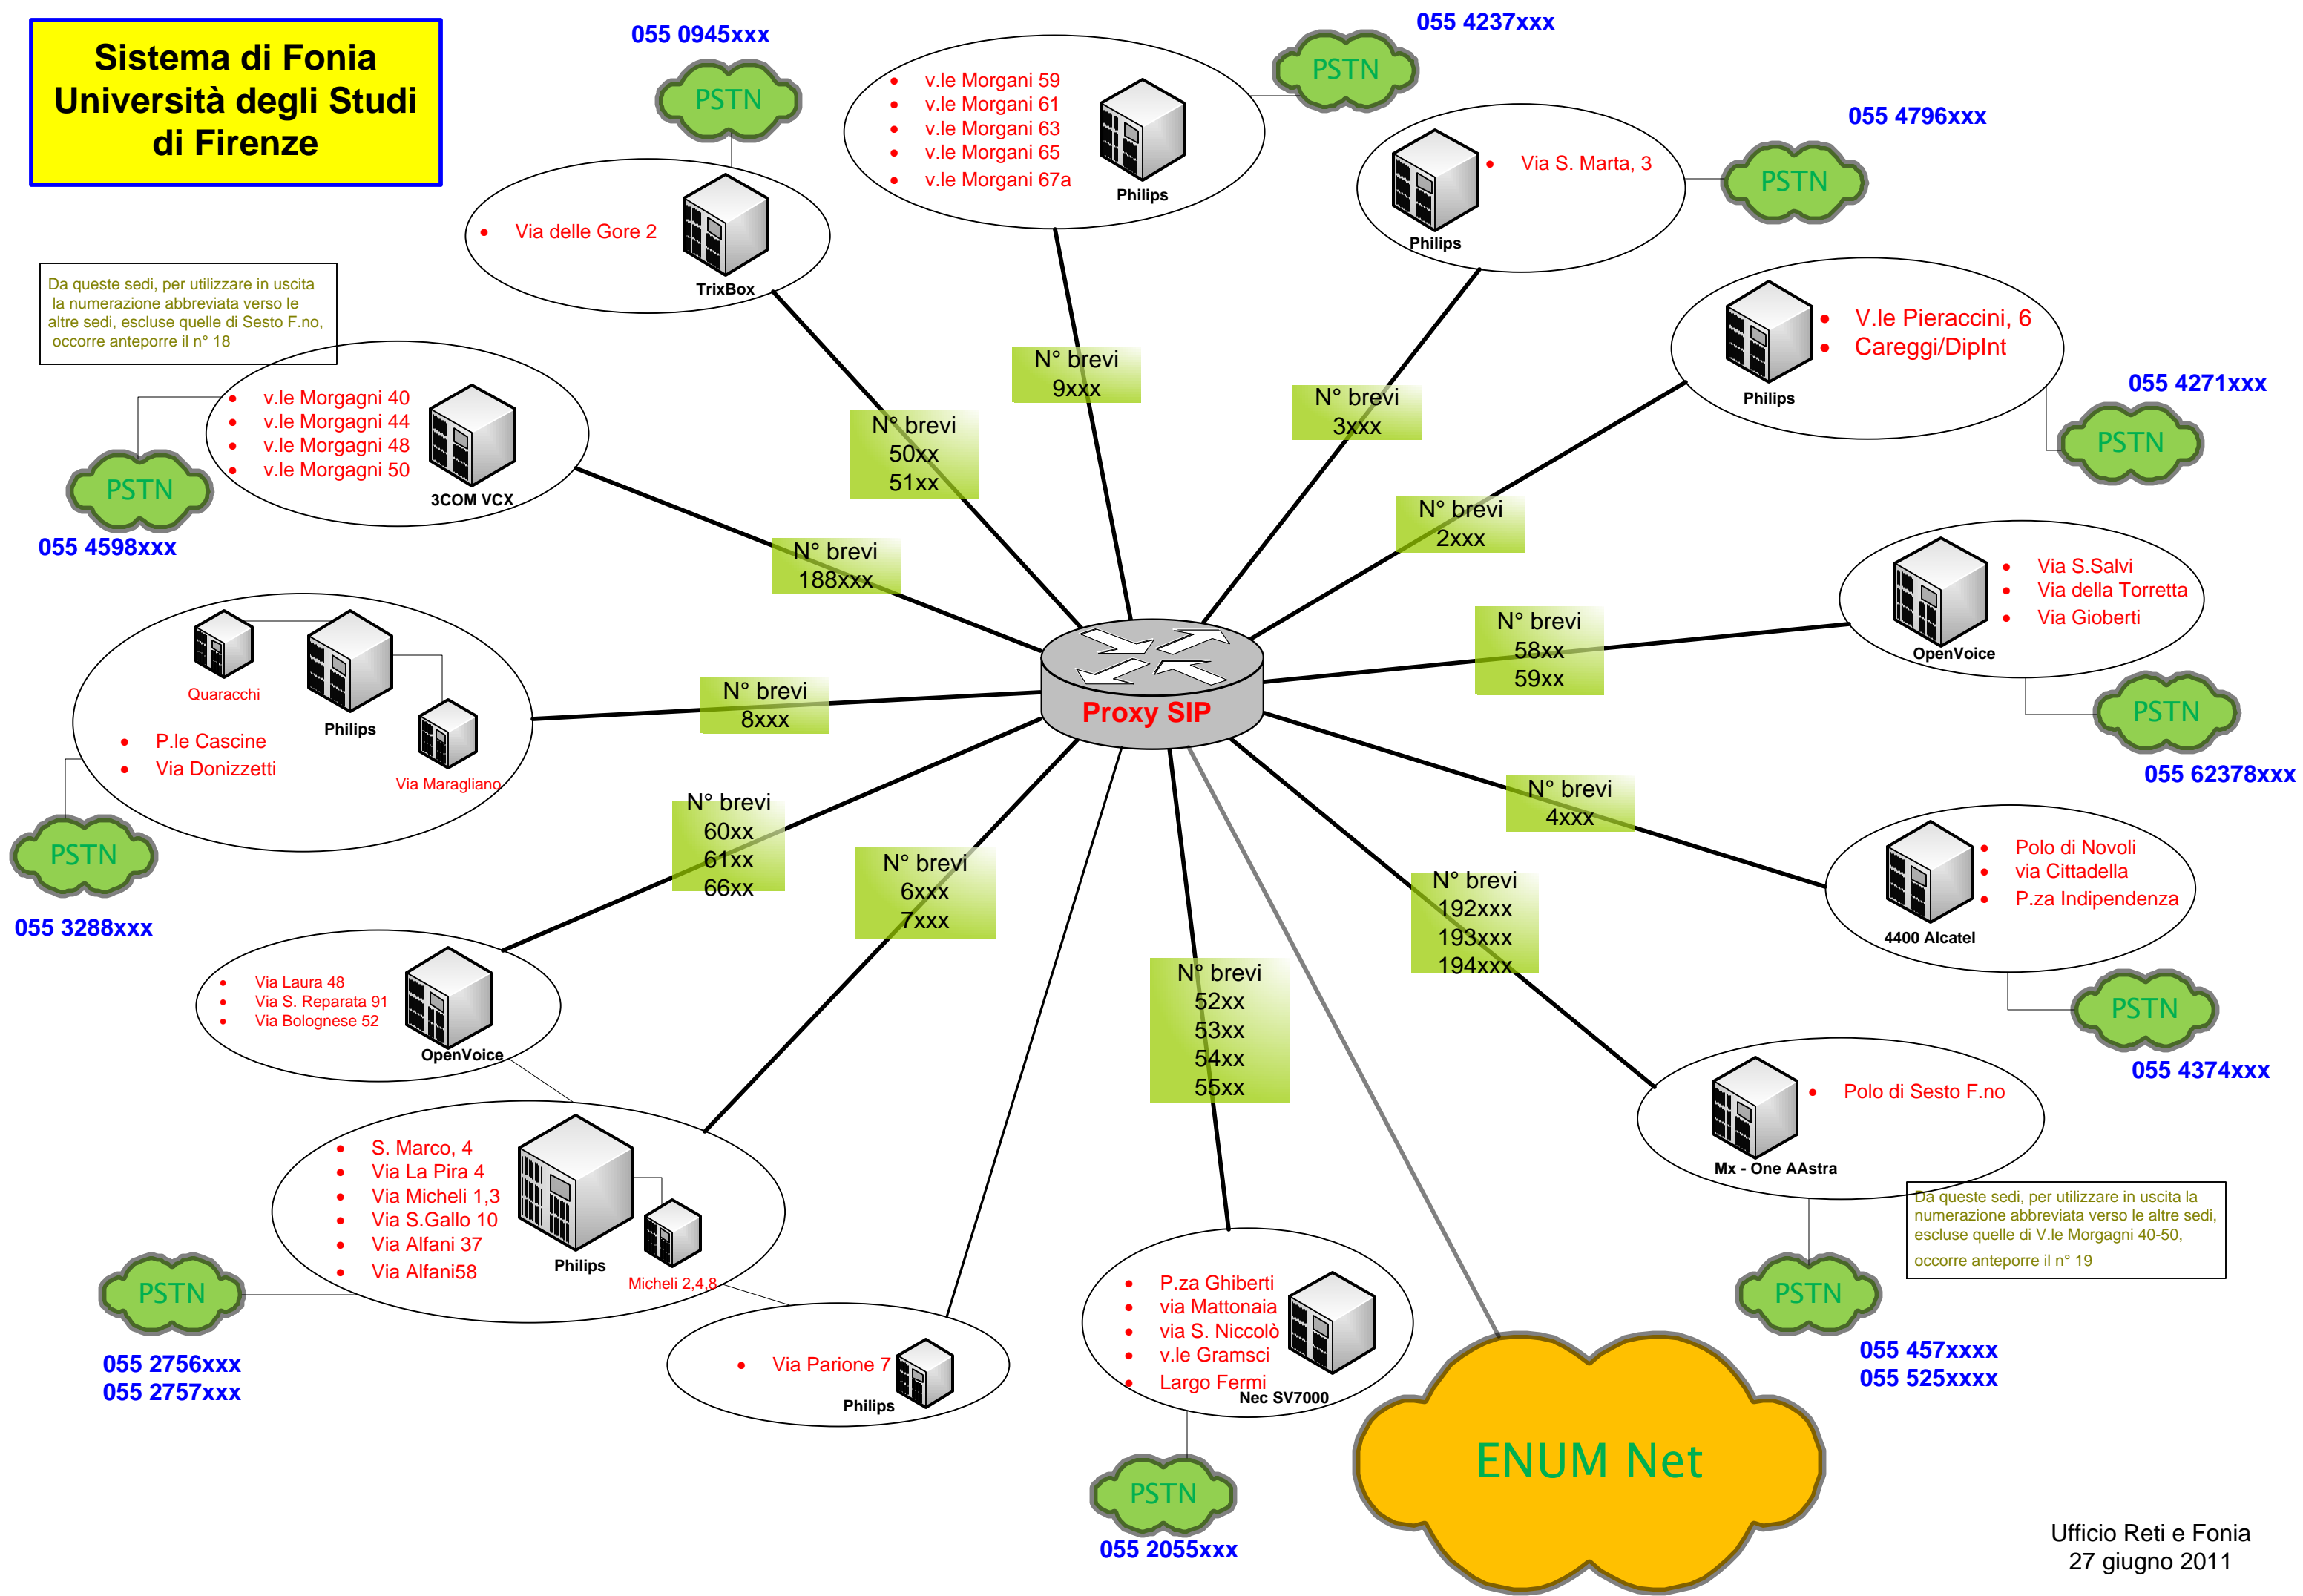 Sistema di Fonia
Università degli Studi
di Firenze
055 0945xxx
PSTN
Via delle Gore 2
TrixBox
v.le Morgani 59
v.le Morgani 61
v.le Morgani 63
v.le Morgani 65
v.le Morgani 67a
Philips
055 4237xxx
PSTN
Via S. Marta, 3
Philips
055 4796xxx
PSTN
V.le Pieraccini, 6
Careggi/DipInt
Philips
055 4271xxx
PSTN
Da queste sedi, per utilizzare in uscita
la numerazione abbreviata verso le
altre sedi, escluse quelle di Sesto F.no,
occorre anteporre il n° 18
v.le Morgagni 40
v.le Morgagni 44
v.le Morgagni 48
v.le Morgagni 50
3COM VCX
PSTN
055 4598xxx
N° brevi
188xxx
N° brevi
50xx
51xx
N° brevi
9xxx
N° brevi
3xxx
N° brevi
2xxx
N° brevi
58xx
59xx
Via S.Salvi
Via della Torretta
Via Gioberti
OpenVoice
PSTN
055 62378xxx
Proxy SIP
Quaracchi
Philips
P.le Cascine
Via Donizzetti
Via Maragliano
N° brevi
8xxx
PSTN
055 3288xxx
N° brevi
60xx
61xx
66xx
N° brevi
6xxx
7xxx
N° brevi
52xx
53xx
54xx
55xx
N° brevi
192xxx
193xxx
194xxx
N° brevi
4xxx
Polo di Novoli
via Cittadella
P.za Indipendenza
4400 Alcatel
PSTN
055 4374xxx
Via Laura 48
Via S. Reparata 91
Via Bolognese 52
OpenVoice
S. Marco, 4
Via La Pira 4
Via Micheli 1,3
Via S.Gallo 10
Via Alfani 37
Via Alfani58
Philips
Micheli 2,4,8
PSTN
055 2756xxx
055 2757xxx
Via Parione 7
Philips
P.za Ghiberti
via Mattonaia
via S. Niccolò
v.le Gramsci
Largo Fermi
Nec SV7000
PSTN
055 2055xxx
Polo di Sesto F.no
Mx - One AAstra
Da queste sedi, per utilizzare in uscita la
numerazione abbreviata verso le altre sedi,
escluse quelle di V.le Morgagni 40-50,
occorre anteporre il n° 19
PSTN
055 457xxxx
055 525xxxx
ENUM Net
Ufficio Reti e Fonia
27 giugno 2011